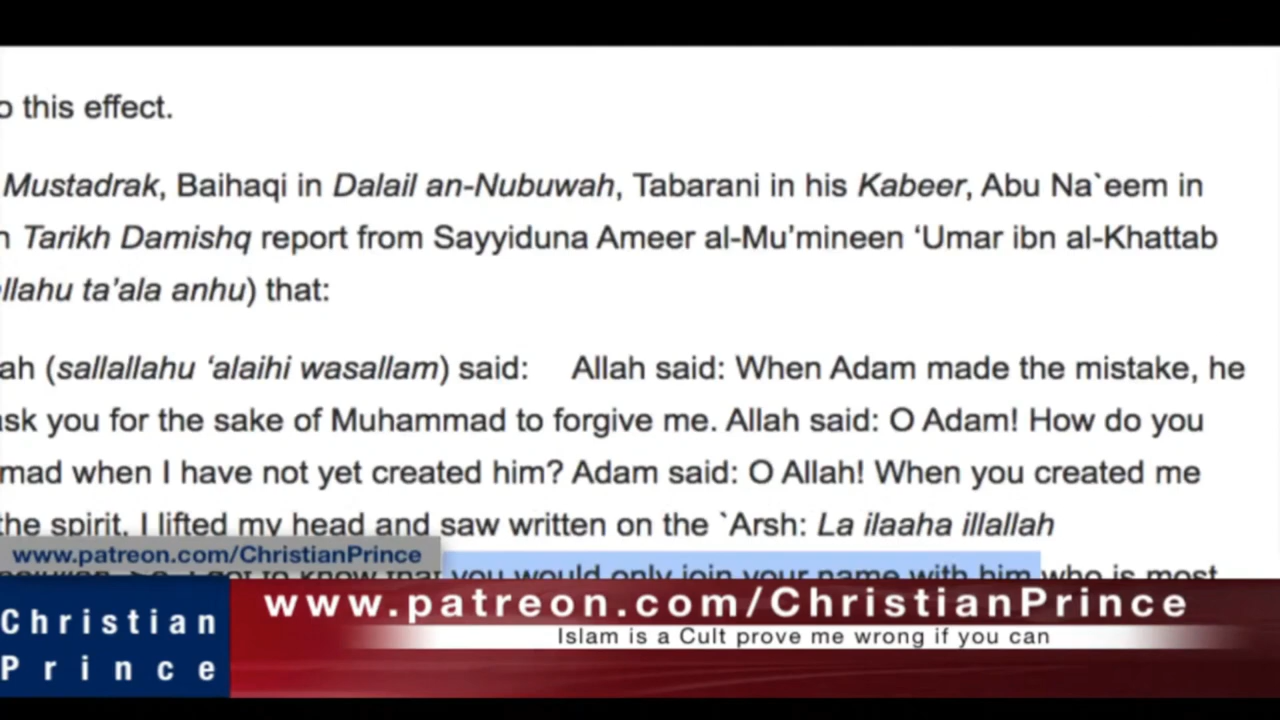 o this effect.
Mustadrak, Baihaqi in Dalail an-Nubuwah, Tabarani in his Kabeer, Abu Na`eem in
n Tarikh Damishq report from Sayyiduna Ameer al-Mu’mineen ‘Umar ibn al-Khattab
llahu ta’ala anhu) that:
ah (sallallahu ‘alaihi wasallam) said: Allah said: When Adam made the mistake, he
ask you for the sake of Muhammad to forgive me. Allah said: O Adam! How do you
mad when I have not yet created him? Adam said: O Allah! When you created me
the spirit, I lifted my head and saw written on the `Arsh: La ilaaha illallah
got to know that you would only join your name with him who is most
www.patreon.com/ChristianPrince
Christian
Prince
www.patreon.com/ChristianPrince
Islam is a Cult prove me wrong if you can